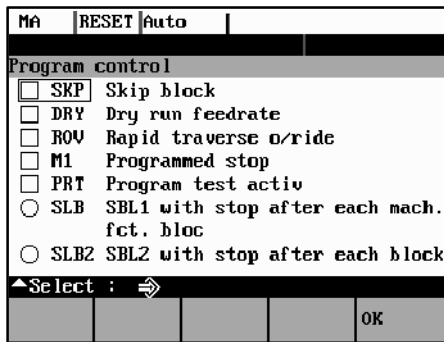 MA RESET Auto
Program control
SKP Skip block
DRY Dry run feedrate
ROV Rapid traverse o/ride
M1 Programmed stop
PRT Program test activ
SLB SBL1 with stop after each mach.
fct. bloc
SLB2 SBL2 with stop after each block
Select :
OK